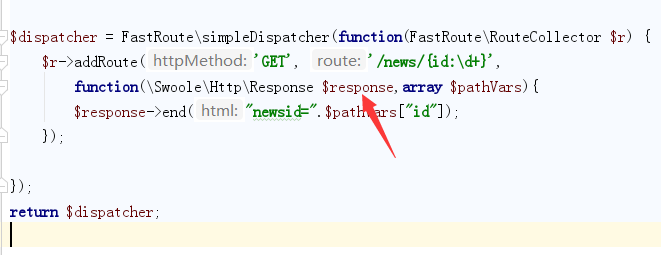 $dispatcher = FastRoute\simpleDispatcher(function(FastRoute\RouteCollector $r) {
$r->addRoute( httpMethod: 'GET', route: '/news/{id:\d+}',
function(\Swoole\Http\Response $response,array $pathVars){
$response->end( html: "newsid=".$pathVars["id"]);
});
});
return $dispatcher;